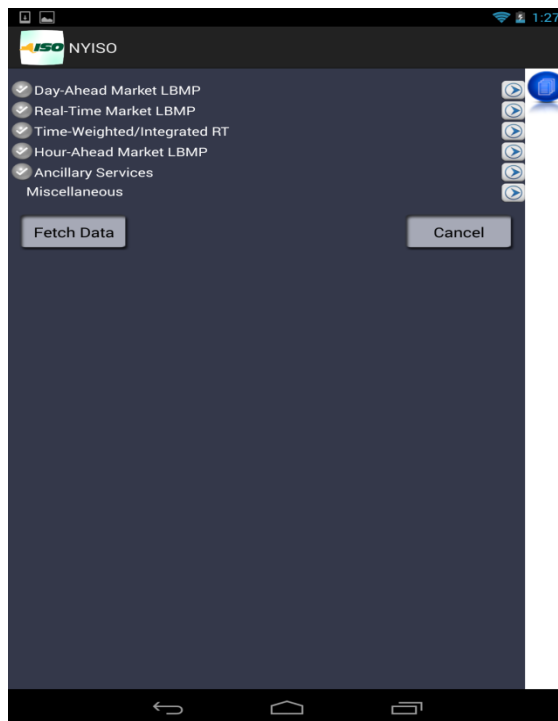 1:27
ISO NYISO
Day-Ahead Market LBMP
Real-Time Market LBMP
Time-Weighted/Integrated RT
Hour-Ahead Market LBMP
Ancillary Services
Miscellaneous
Fetch Data Cancel